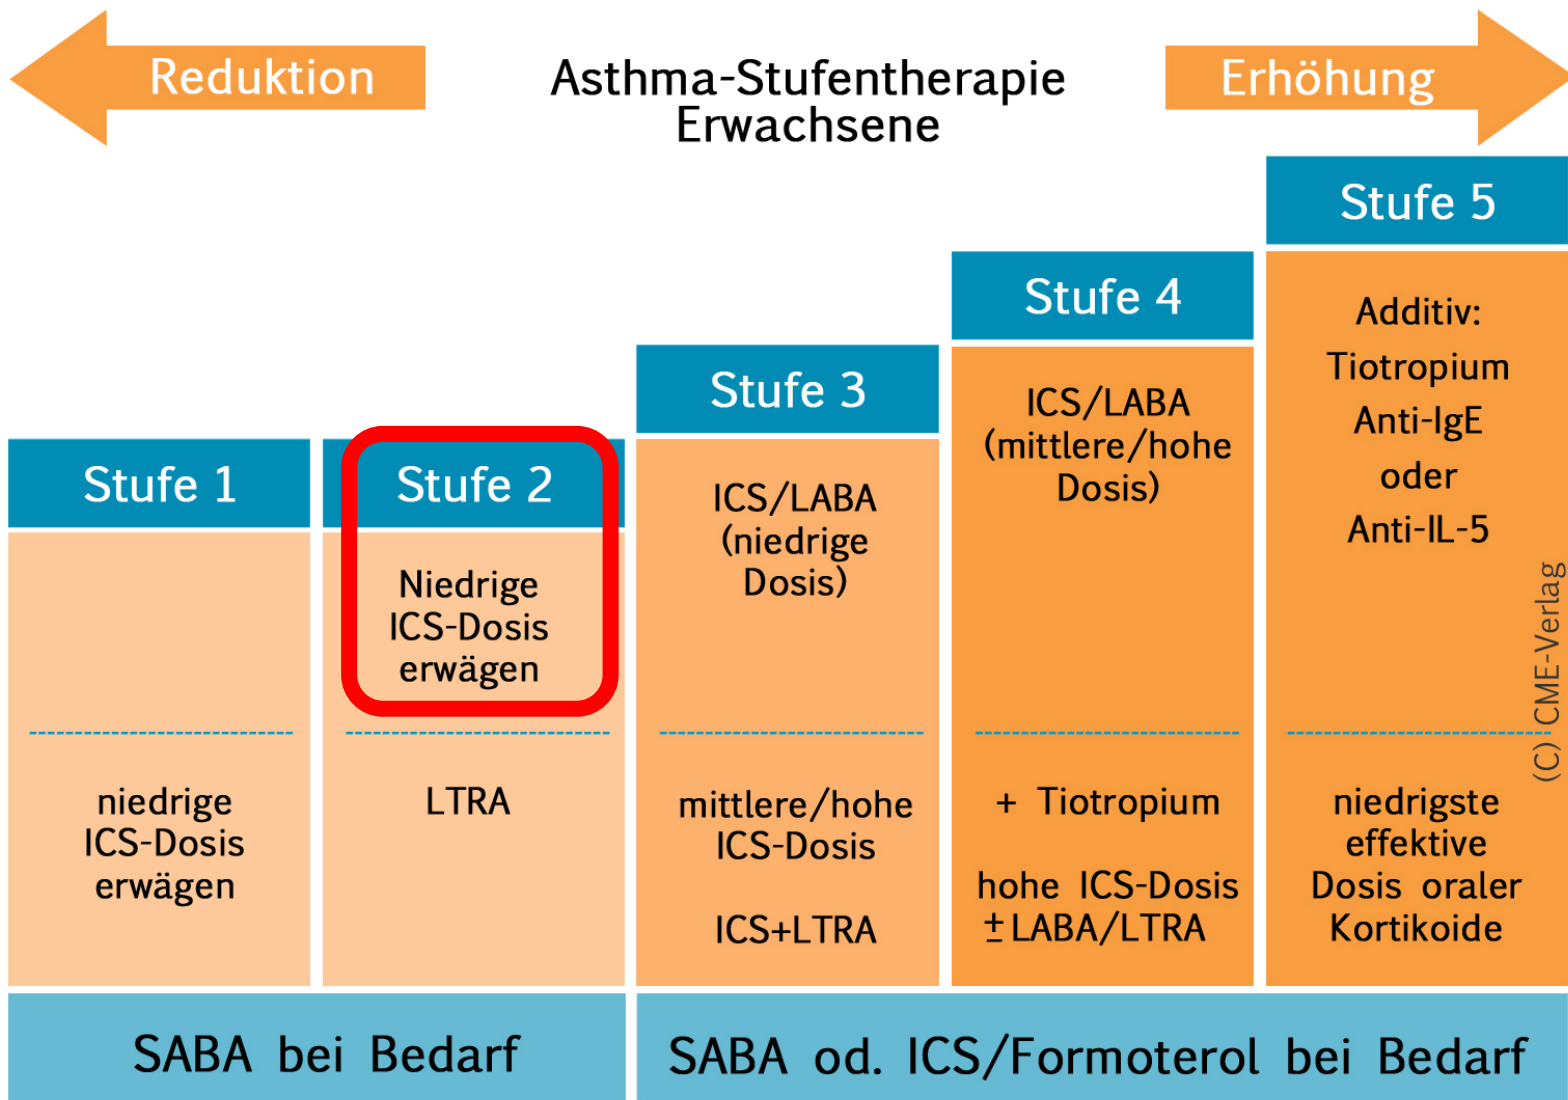 Reduktion
Asthma-Stufentherapie
Erwachsene
Erhöhung
Stufe 1
niedrige
ICS-Dosis
erwägen
Stufe 2
Niedrige
ICS-Dosis
erwägen
LTRA
SABA bei Bedarf
Stufe 3
ICS/LABA
(niedrige
Dosis)
mittlere/hohe
ICS-Dosis
ICS+LTRA
Stufe 4
ICS/LABA
(mittlere/hohe
Dosis)
+ Tiotropium
hohe ICS-Dosis
± LABA/LTRA
Stufe 5
Additiv:
Tiotropium
Anti-IgE
oder
Anti-IL-5
niedrigste
effektive
Dosis oraler
Kortikoide
SABA od. ICS/Formoterol bei Bedarf
(C) CME-Verlag